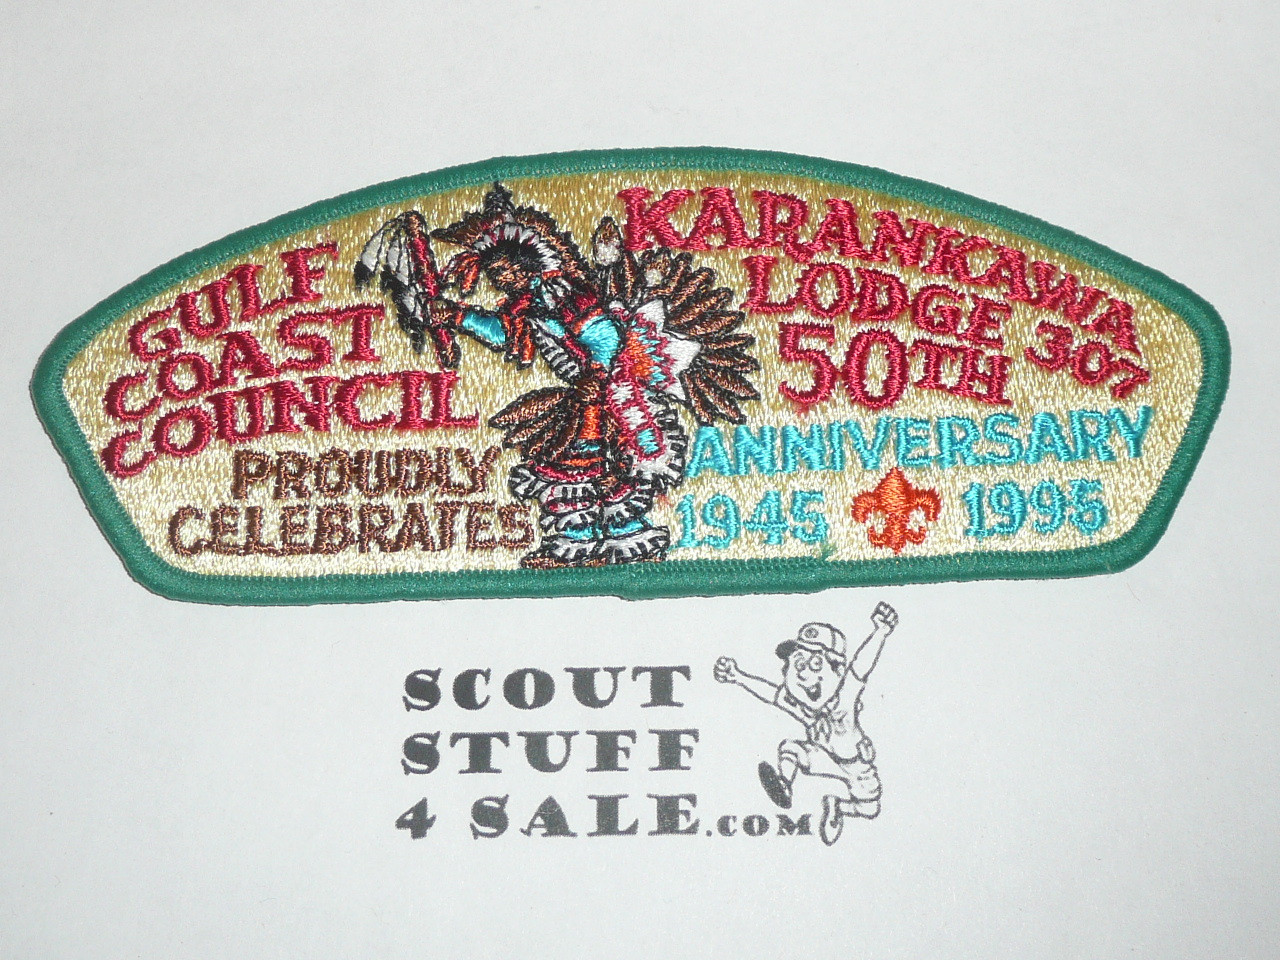 GULF
COAST
COUNCIL
PROUDLY
CELEBRATES
KARANKAWA
LODGE 307
50TH
ANNIVERSARY
1945 1995
SCOUT
STUFF
4 SALE.COM